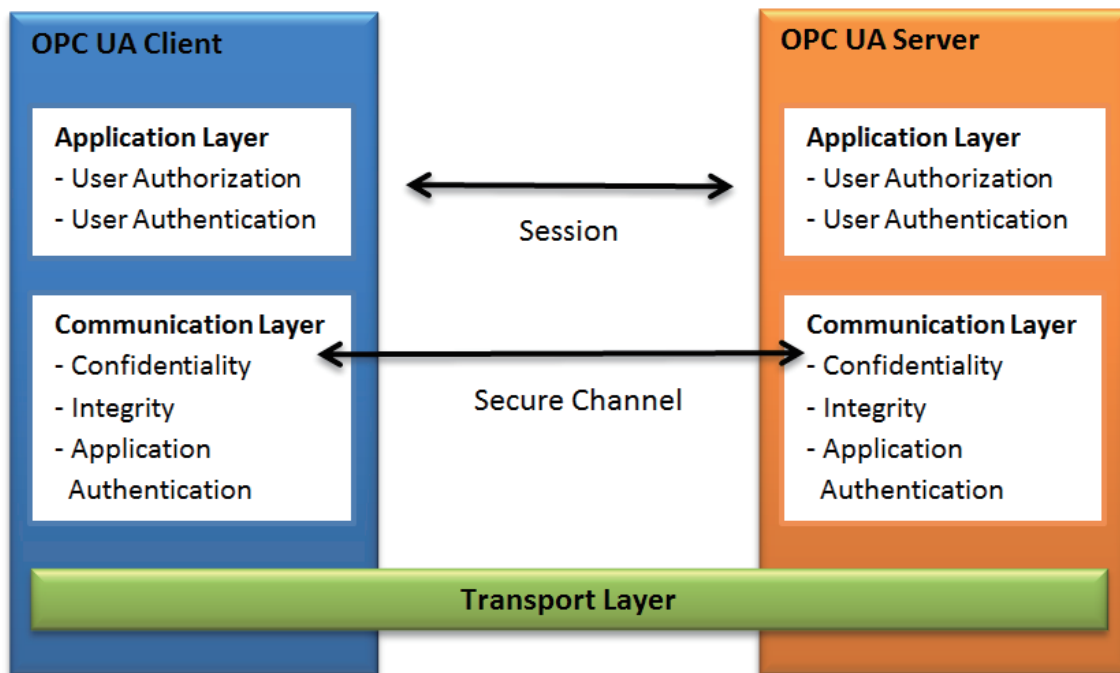 OPC UA Client
Application Layer
- User Authorization
- User Authentication
Communication Layer
- Confidentiality
- Integrity
- Application
Authentication
Session
Secure Channel
OPC UA Server
Application Layer
- User Authorization
- User Authentication
Communication Layer
- Confidentiality
- Integrity
- Application
Authentication
Transport Layer